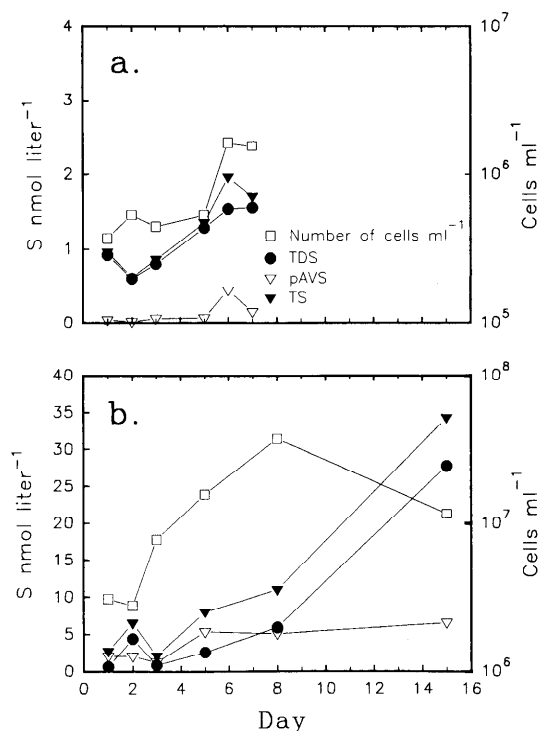 a.
S nmol liter⁻¹
4
3
2
1
0
10⁷
10⁶
10⁵
Cells ml⁻¹
Number of cells ml⁻¹
TDS
pAVS
TS
b.
S nmol liter⁻¹
40
35
30
25
20
15
10
5
0
10⁸
10⁷
10⁶
Cells ml⁻¹
0 2 4 6 8 10 12 14 16
Day